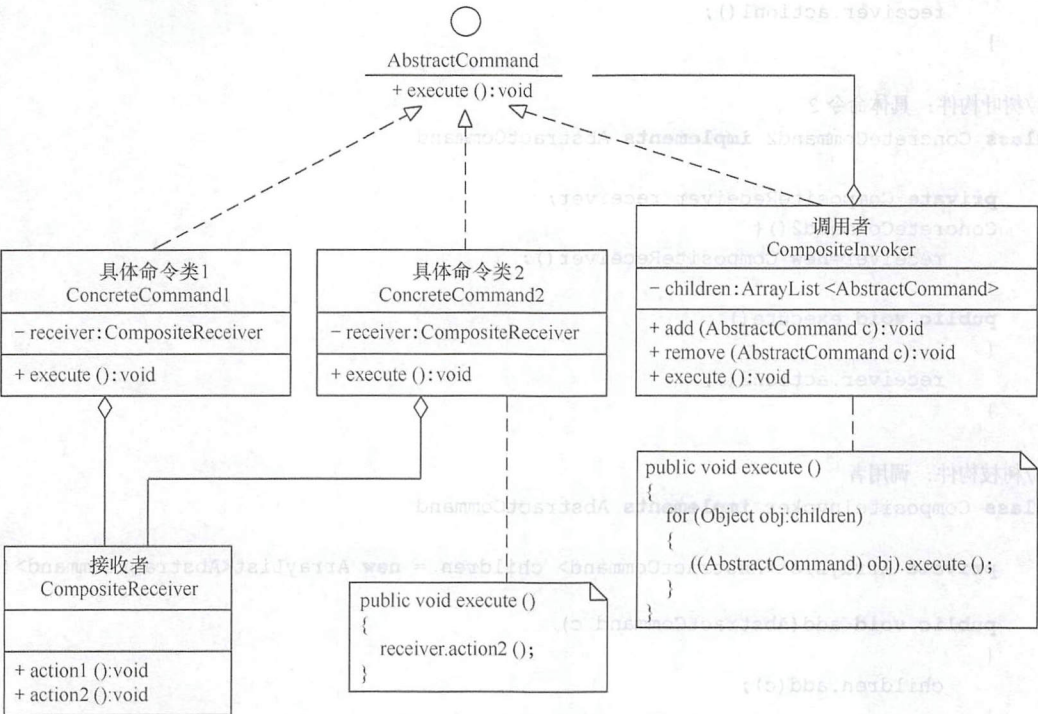 AbstractCommand
+ execute ():void
具体命令类1
ConcreteCommand1
− receiver:CompositeReceiver
+ execute ():void
具体命令类2
ConcreteCommand2
− receiver:CompositeReceiver
+ execute ():void
调用者
CompositeInvoker
− children:ArrayList <AbstractCommand>
+ add (AbstractCommand c):void
+ remove (AbstractCommand c):void
+ execute ():void
接收者
CompositeReceiver
+ action1 ():void
+ action2 ():void
public void execute ()
{
receiver.action2 ();
}
public void execute ()
{
for (Object obj:children)
{
((AbstractCommand) obj).execute ();
}
}